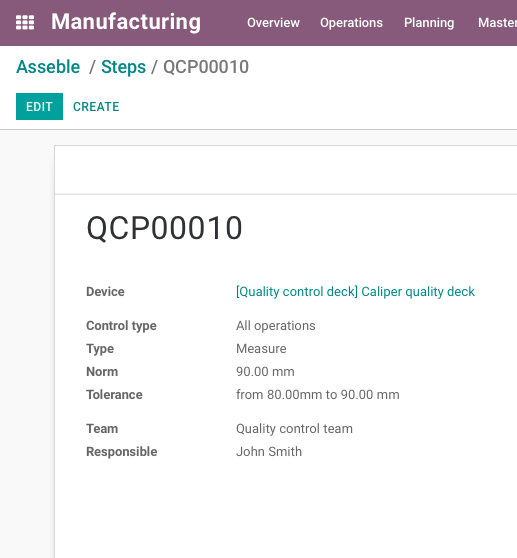 Manufacturing Overview Operations Planning Master
Asseble / Steps / QCP00010
EDIT CREATE
QCP00010
Device [Quality control deck] Caliper quality deck
Control type All operations
Type Measure
Norm 90.00 mm
Tolerance from 80.00mm to 90.00 mm
Team Quality control team
Responsible John Smith